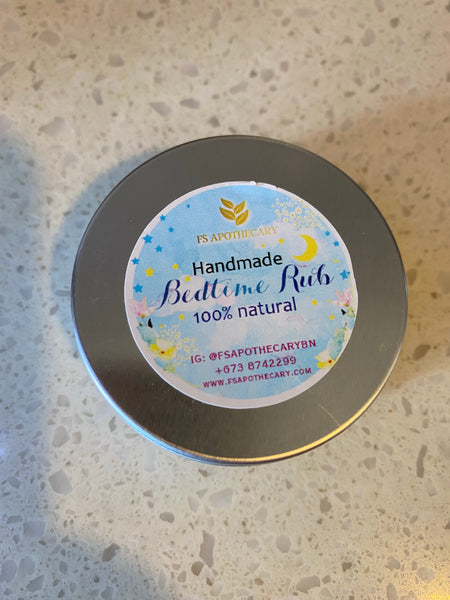 FS APOTHECARY
Handmade
Bedtime Rub
100% natural
IG: @FSAPOTHECARYBN
+673 8742299
WWW.FSAPOTHECARY.COM